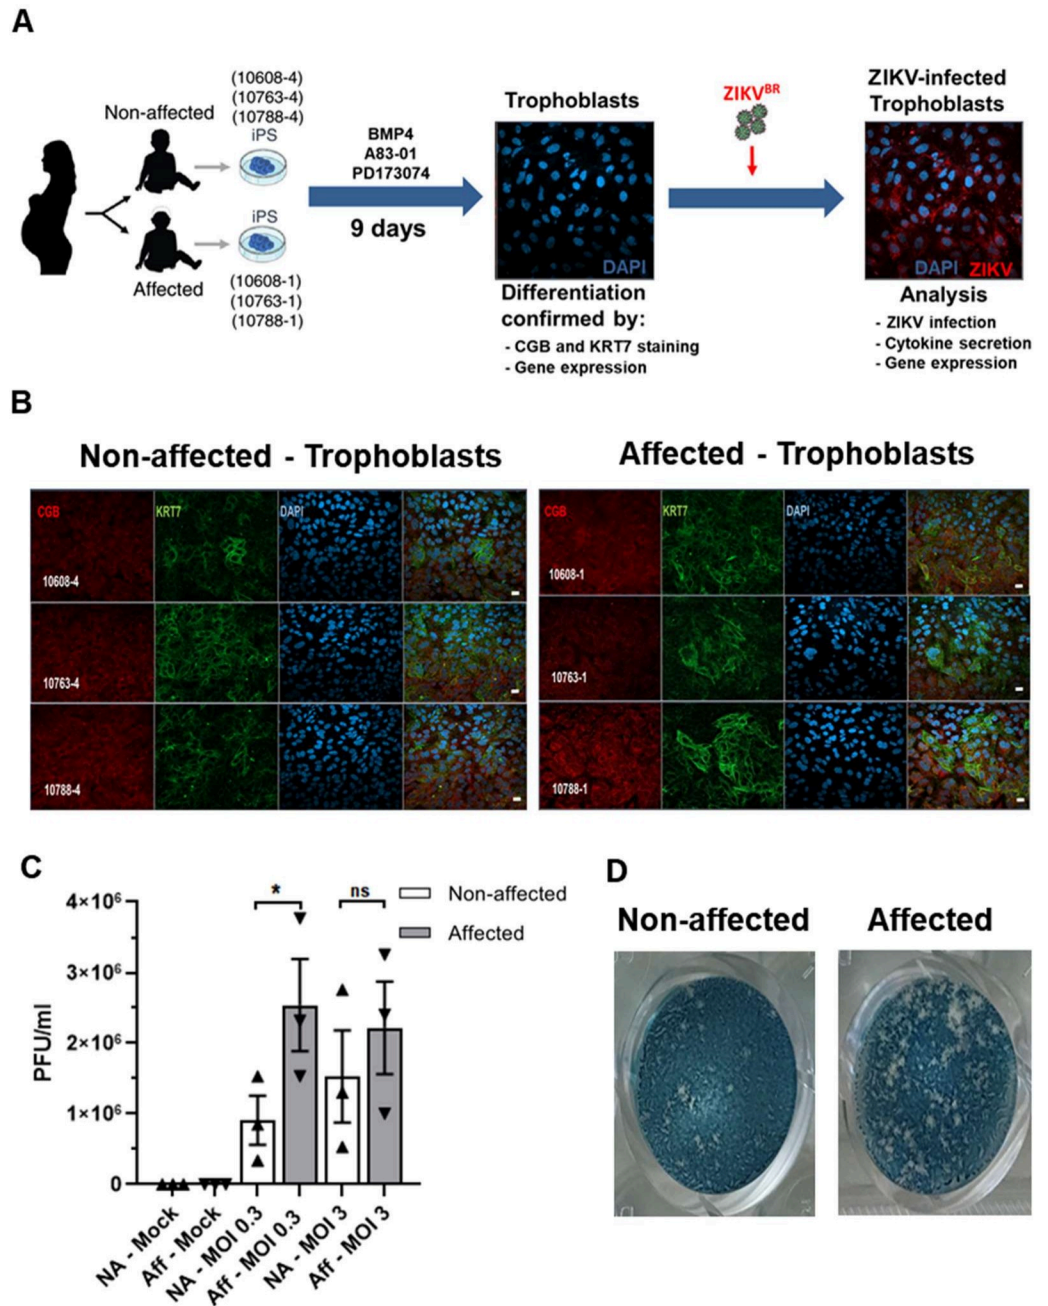 A
(10608-4)
(10763-4)
(10788-4)
iPS
Non-affected
Affected
iPS
(10608-1)
(10763-1)
(10788-1)
BMP4
A83-01
PD173074
9 days
Trophoblasts
DAPI
Differentiation
confirmed by:
- CGB and KRT7 staining
- Gene expression
ZIKVBR
ZIKV-infected
Trophoblasts
DAPI ZIKV
Analysis
- ZIKV infection
- Cytokine secretion
- Gene expression
B
Non-affected - Trophoblasts
CGB KRT7 DAPI
10608-4
10763-4
10788-4
Affected - Trophoblasts
CGB KRT7 DAPI
10608-1
10763-1
10788-1
C
PFU/ml
4×10⁶
3×10⁶
2×10⁶
1×10⁶
0
* ns
Non-affected
Affected
NA - Mock
Aff - Mock
NA - MOI 0.3
Aff - MOI 0.3
NA - MOI 3
Aff - MOI 3
D
Non-affected
Affected